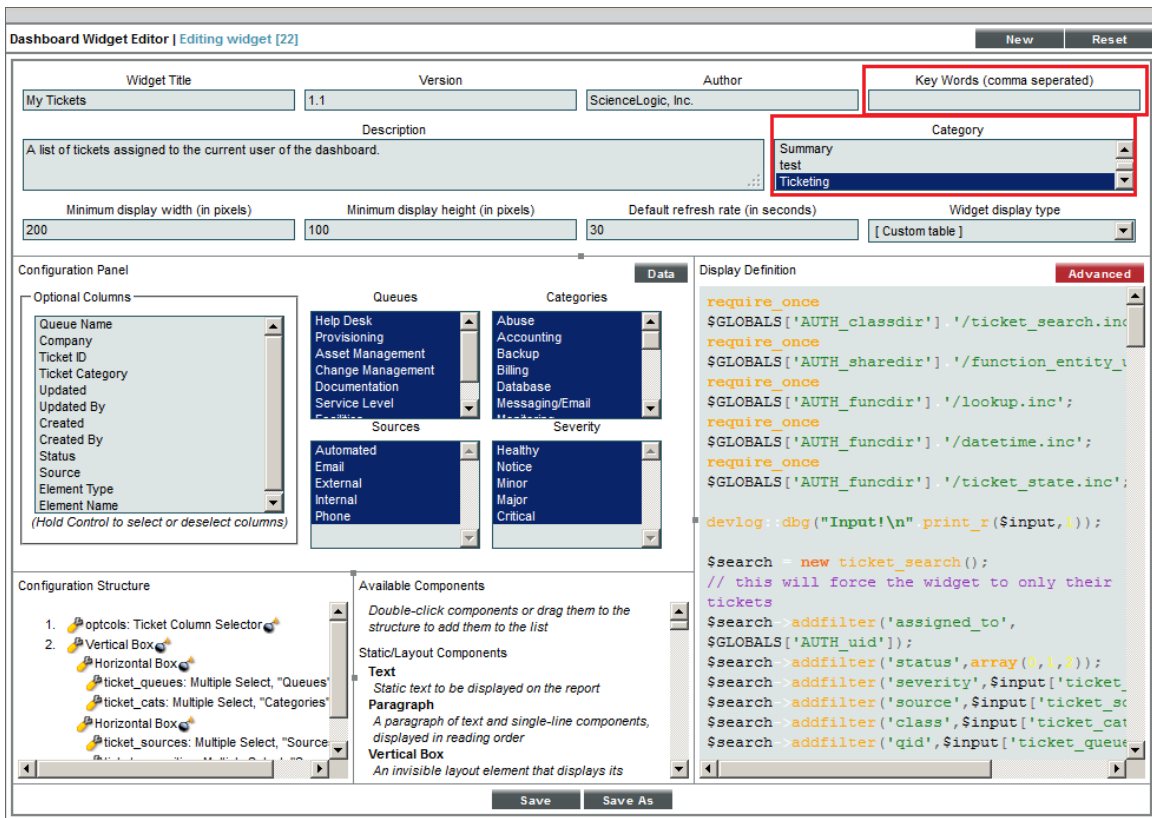 Dashboard Widget Editor | Editing widget [22]
New
Reset
Widget Title
Version
Author
Key Words (comma seperated)
My Tickets
1.1
ScienceLogic, Inc.
Description
Category
A list of tickets assigned to the current user of the dashboard.
Summary
test
Ticketing
Minimum display width (in pixels)
Minimum display height (in pixels)
Default refresh rate (in seconds)
Widget display type
200
100
30
[ Custom table ]
Configuration Panel
Data
Optional Columns
Queue Name
Company
Ticket ID
Ticket Category
Updated
Updated By
Created
Created By
Status
Source
Element Type
Element Name
(Hold Control to select or deselect columns)
Queues
Help Desk
Provisioning
Asset Management
Change Management
Documentation
Service Level
Categories
Abuse
Accounting
Backup
Billing
Database
Messaging/Email
Sources
Automated
Email
External
Internal
Phone
Severity
Healthy
Notice
Minor
Major
Critical
Display Definition
Advanced
require_once
$GLOBALS['AUTH_classdir'].'/ticket_search.inc
require_once
$GLOBALS['AUTH_sharedir'].'/function_entity_u
require_once
$GLOBALS['AUTH_funcdir'].'/lookup.inc';
require_once
$GLOBALS['AUTH_funcdir'].'/datetime.inc';
require_once
$GLOBALS['AUTH_funcdir'].'/ticket_state.inc';
devlog::dbg("Input!\n".print_r($input,1));
$search = new ticket_search();
// this will force the widget to only their
tickets
$search->addfilter('assigned_to',
$GLOBALS['AUTH_uid']);
$search->addfilter('status',array(0,1,2));
$search->addfilter('severity',$input['ticket_
$search->addfilter('source',$input['ticket_so
$search->addfilter('class',$input['ticket_cat
$search->addfilter('qid',$input['ticket_queue
Configuration Structure
1. optcols: Ticket Column Selector
2. Vertical Box
Horizontal Box
ticket_queues: Multiple Select, "Queues"
ticket_cats: Multiple Select, "Categories"
Horizontal Box
ticket_sources: Multiple Select, "Source
Available Components
Double-click components or drag them to the
structure to add them to the list
Static/Layout Components
Text
Static text to be displayed on the report
Paragraph
A paragraph of text and single-line components,
displayed in reading order
Vertical Box
An invisible layout element that displays its
Save
Save As